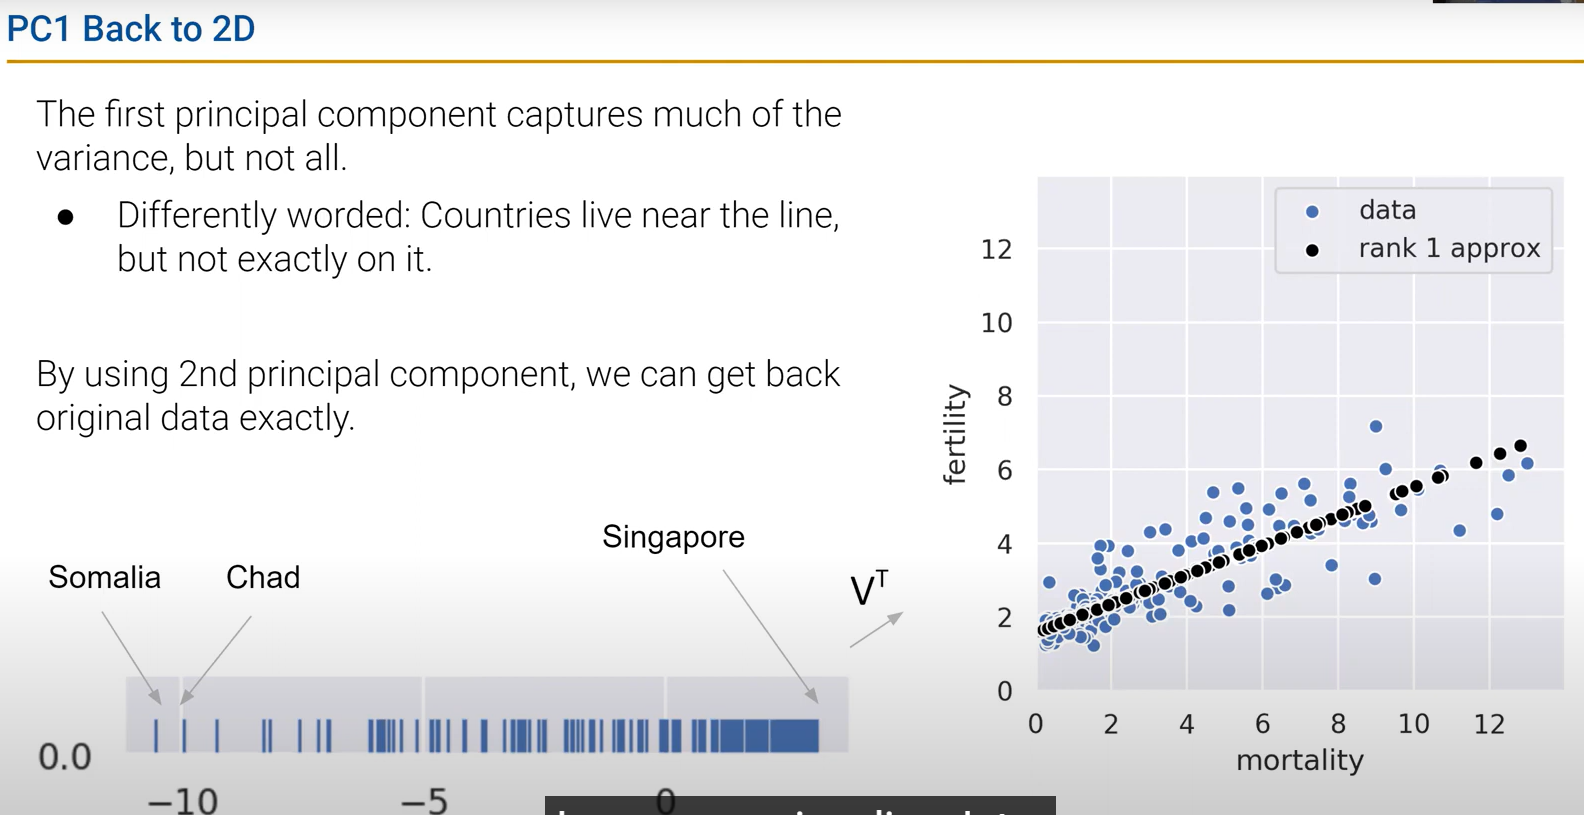 PC1 Back to 2D
The first principal component captures much of the
variance, but not all.
● Differently worded: Countries live near the line,
but not exactly on it.
By using 2nd principal component, we can get back
original data exactly.
Somalia
Chad
Singapore
Vᵀ
0.0
−10
−5
0
data
rank 1 approx
fertility
12
10
8
6
4
2
0
0 2 4 6 8 10 12
mortality